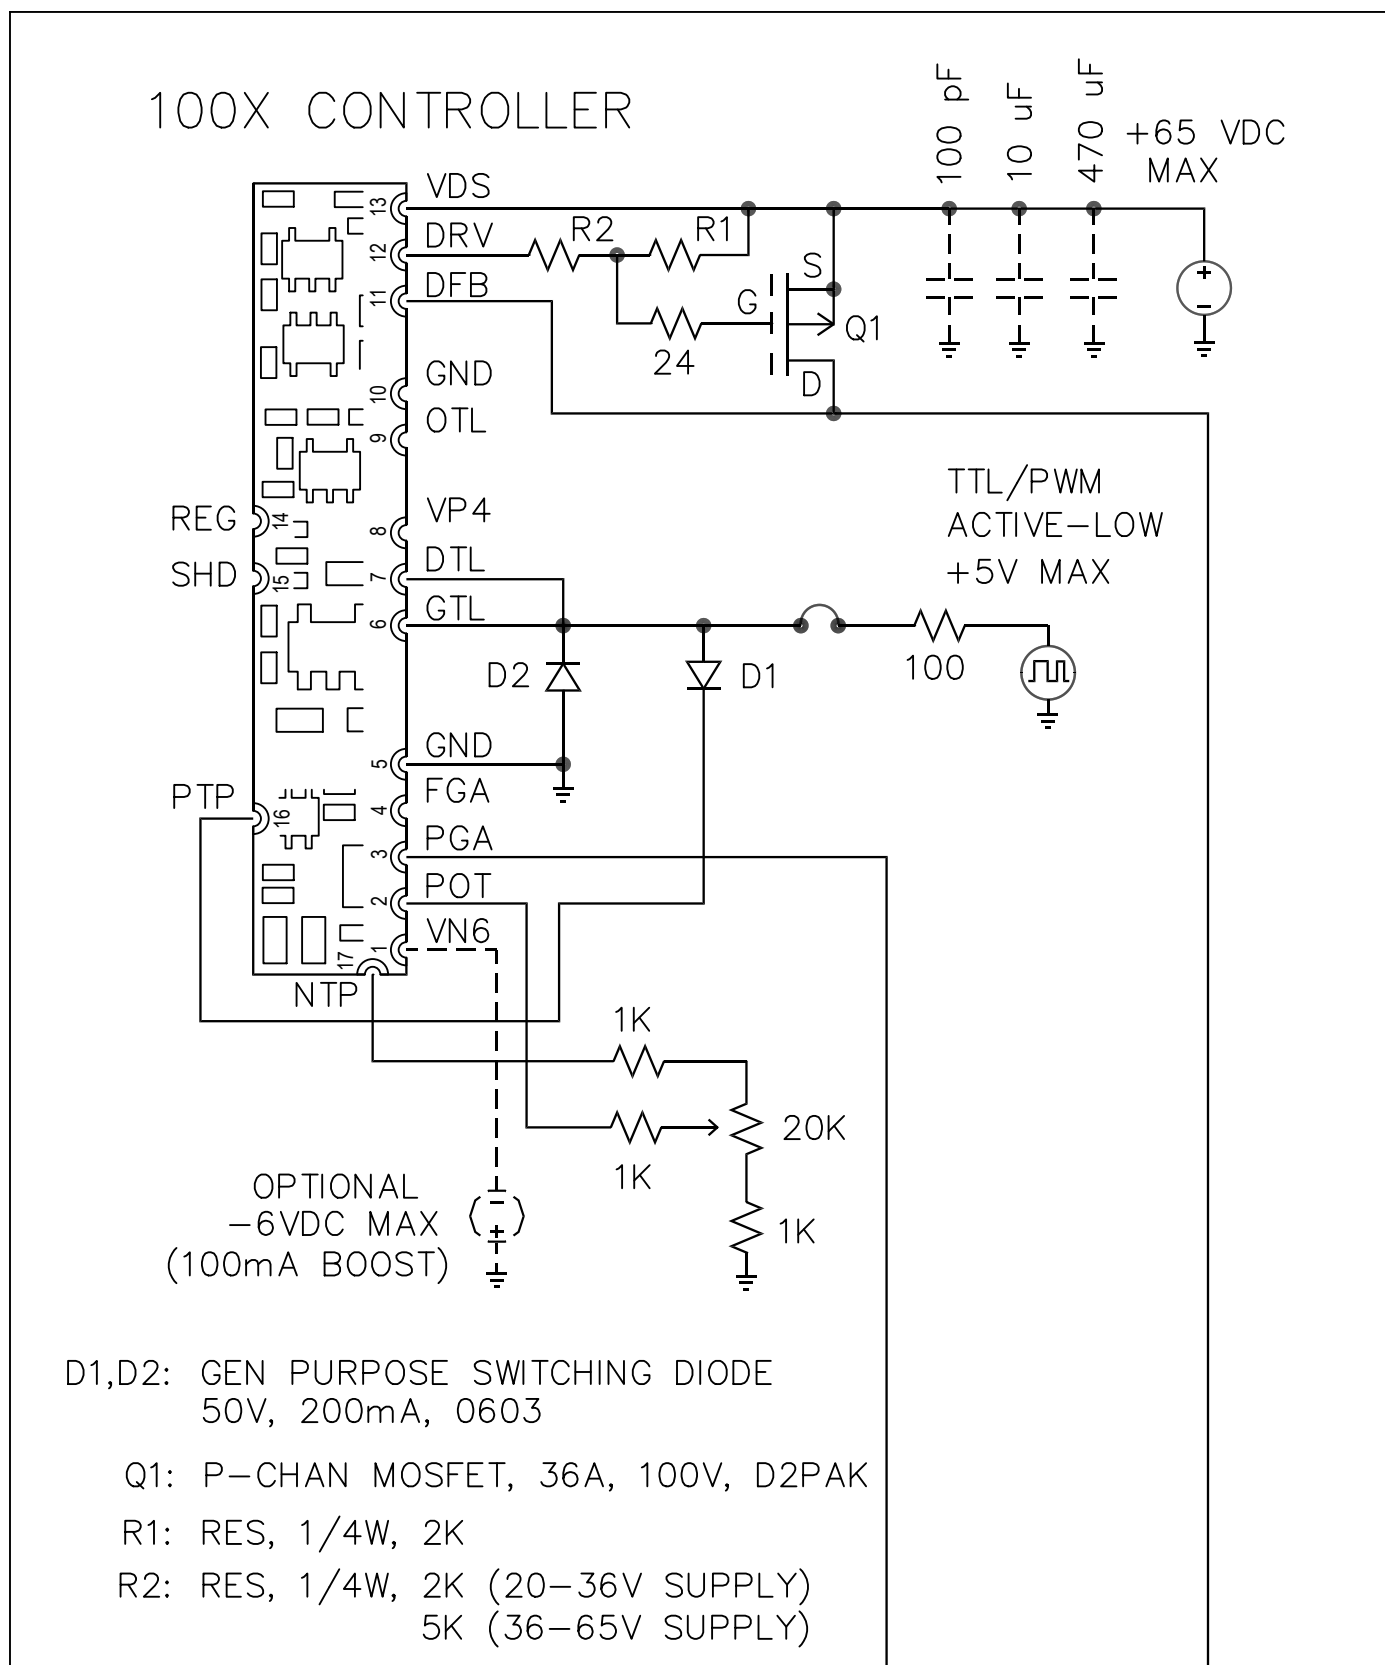 100X CONTROLLER
100 pF
10 uF
470 uF
+65 VDC
MAX
VDS
13
DRV
12
R2
R1
DFB
11
S
G
Q1
24
D
GND
10
OTL
9
TTL/PWM
ACTIVE-LOW
+5V MAX
REG
14
VP4
8
SHD
15
DTL
7
GTL
6
D2
D1
100
GND
5
PTP
16
FGA
4
PGA
3
POT
2
VN6
1
17
NTP
1K
20K
1K
1K
OPTIONAL
-6VDC MAX
(100mA BOOST)
-
+
+
-
D1,D2: GEN PURPOSE SWITCHING DIODE
50V, 200mA, 0603
Q1: P-CHAN MOSFET, 36A, 100V, D2PAK
R1: RES, 1/4W, 2K
R2: RES, 1/4W, 2K (20-36V SUPPLY)
5K (36-65V SUPPLY)